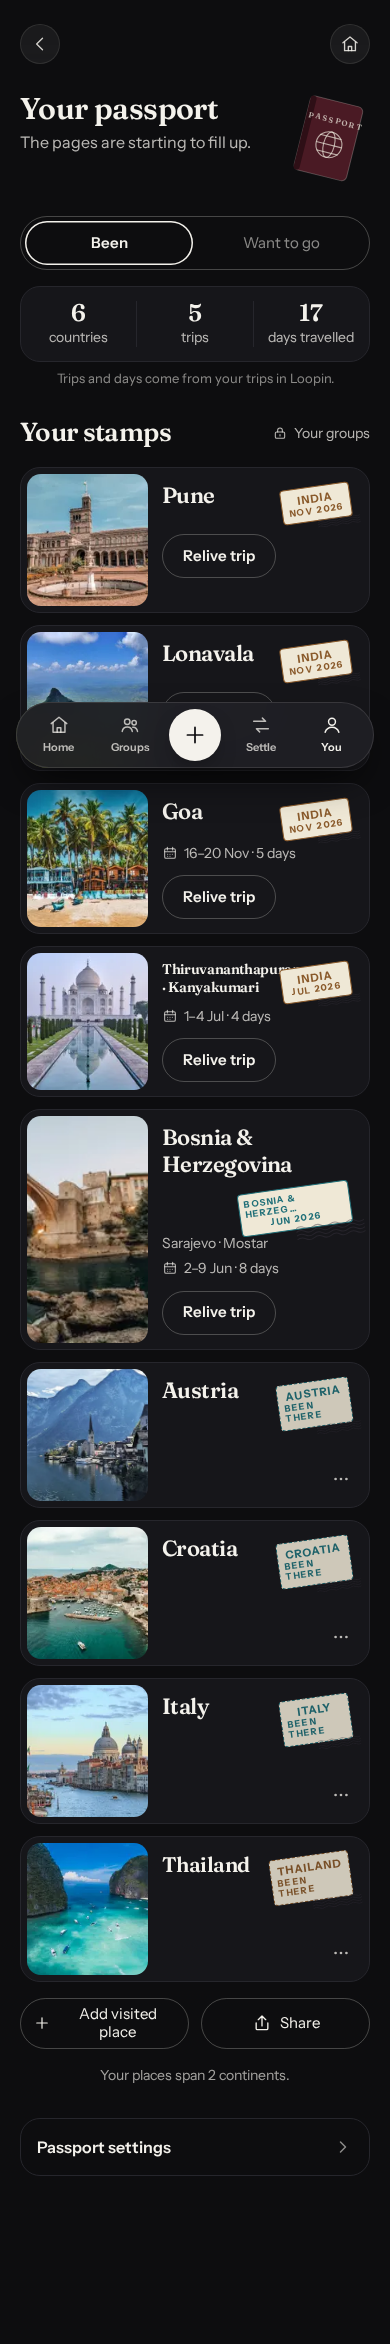 Your passport
The pages are starting to fill up.
PASSPORT
Been
Want to go
6
countries
5
trips
17
days travelled
Trips and days come from your trips in Loopin.
Your stamps
Your groups
Pune
INDIA
NOV 2026
Relive trip
Lonavala
INDIA
NOV 2026
Home
Groups
Settle
You
Goa
INDIA
NOV 2026
16–20 Nov · 5 days
Relive trip
Thiruvananthapur
· Kanyakumari
INDIA
JUL 2026
1–4 Jul · 4 days
Relive trip
Bosnia &
Herzegovina
BOSNIA &
HERZEG…
JUN 2026
Sarajevo · Mostar
2–9 Jun · 8 days
Relive trip
Austria
AUSTRIA
BEEN
THERE
...
Croatia
CROATIA
BEEN
THERE
...
Italy
ITALY
BEEN
THERE
...
Thailand
THAILAND
BEEN
THERE
...
Add visited
place
Share
Your places span 2 continents.
Passport settings